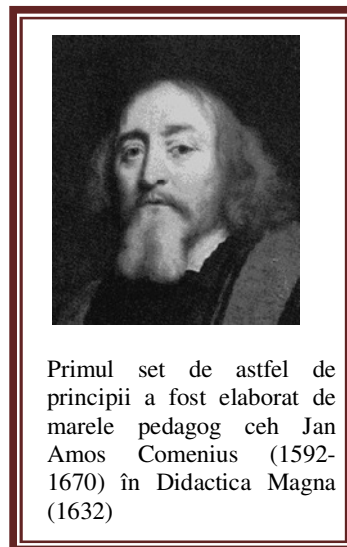 Primul set de astfel de
principii a fost elaborat de
marele pedagog ceh Jan
Amos Comenius (1592-
1670) în Didactica Magna
(1632)